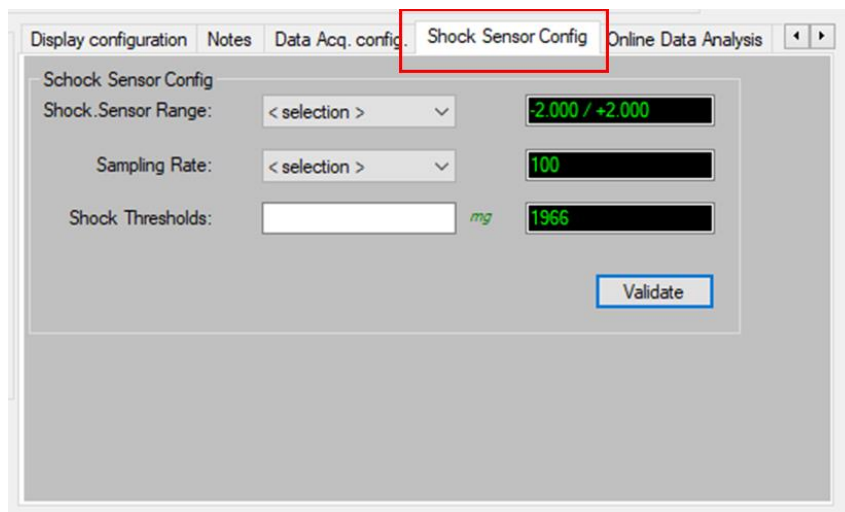 Display configuration Notes Data Acq. config. Shock Sensor Config Online Data Analysis
Schock Sensor Config
Shock.Sensor Range: < selection > -2.000 / +2.000
Sampling Rate: < selection > 100
Shock Thresholds: mg 1966
Validate